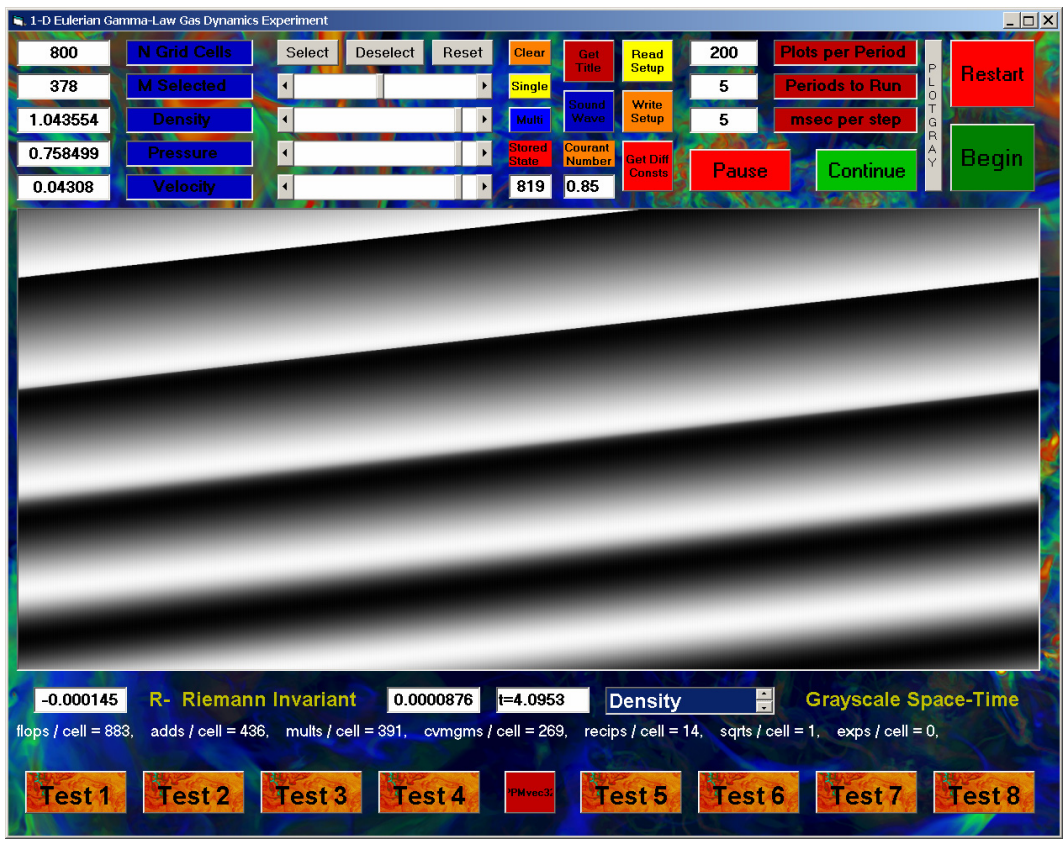 1-D Eulerian Gamma-Law Gas Dynamics Experiment
800 N Grid Cells Select Deselect Reset Clear Get Title Read Setup 200 Plots per Period PLOTGRAY Restart
378 M Selected Single 5 Periods to Run
1.043554 Density Multi Sound Wave Write Setup 5 msec per step
0.758499 Pressure Stored State Courant Number Get Diff Consts Pause Continue Begin
0.04308 Velocity 819 0.85
-0.000145 R- Riemann Invariant 0.0000876 t=4.0953 Density Grayscale Space-Time
flops / cell = 883, adds / cell = 436, mults / cell = 391, cvmgms / cell = 269, recips / cell = 14, sqrts / cell = 1, exps / cell = 0,
Test 1 Test 2 Test 3 Test 4 Test 5 Test 6 Test 7 Test 8